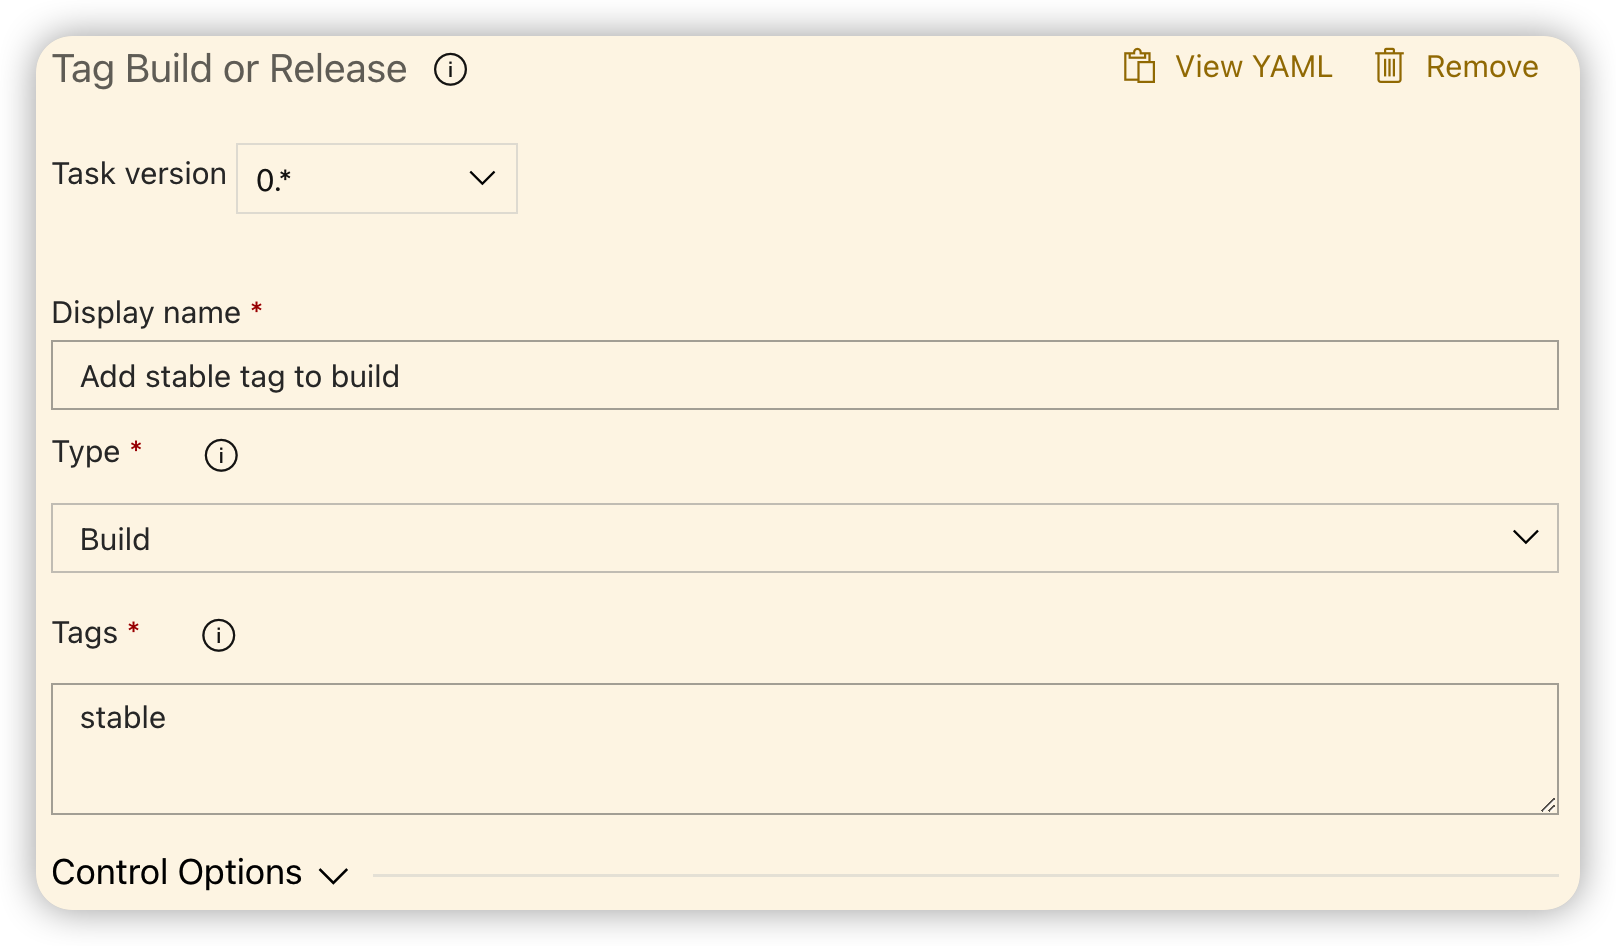 Tag Build or Release
View YAML
Remove
Task version
0.*
Display name *
Add stable tag to build
Type *
Build
Tags *
stable
Control Options